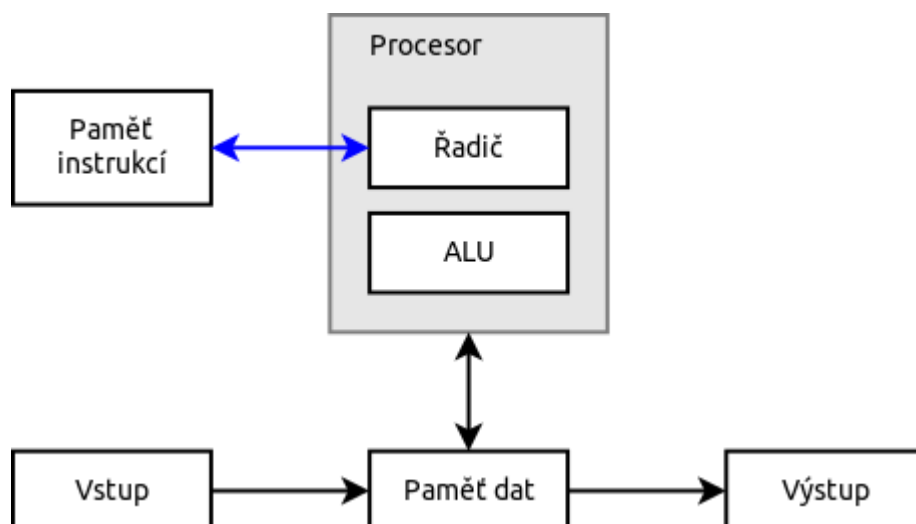 Procesor
Paměť
instrukcí
Řadič
ALU
Vstup
Paměť dat
Výstup